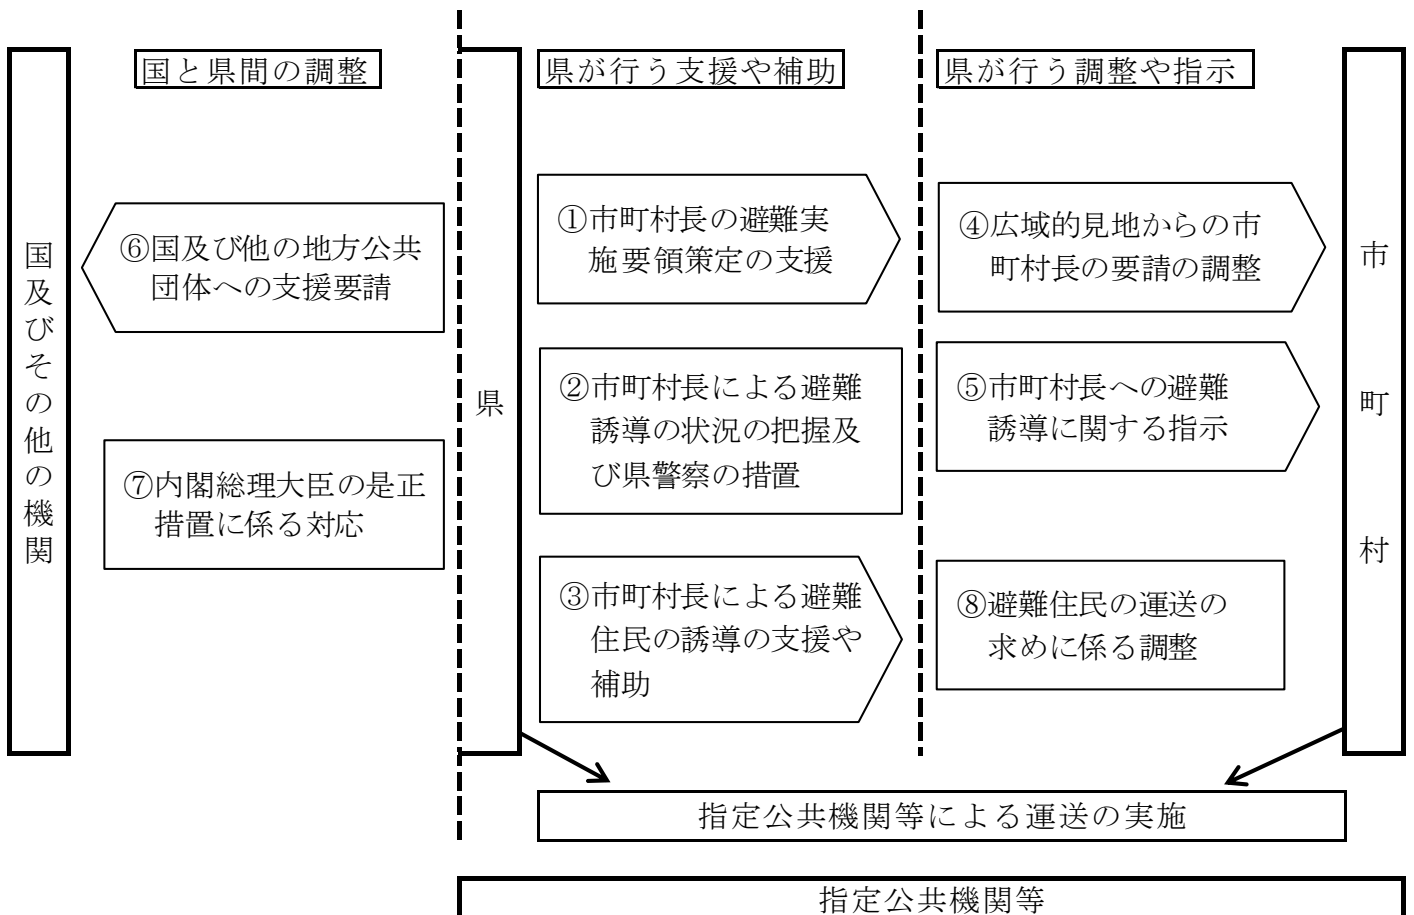 国と県間の調整
県が行う支援や補助
県が行う調整や指示
国及びその他の機関
⑥国及び他の地方公共
団体への支援要請
⑦内閣総理大臣の是正
措置に係る対応
県
①市町村長の避難実
施要領策定の支援
②市町村長による避難
誘導の状況の把握及
び県警察の措置
③市町村長による避難
住民の誘導の支援や
補助
④広域的見地からの市
町村長の要請の調整
⑤市町村長への避難
誘導に関する指示
⑧避難住民の運送の
求めに係る調整
市町村
指定公共機関等による運送の実施
指定公共機関等